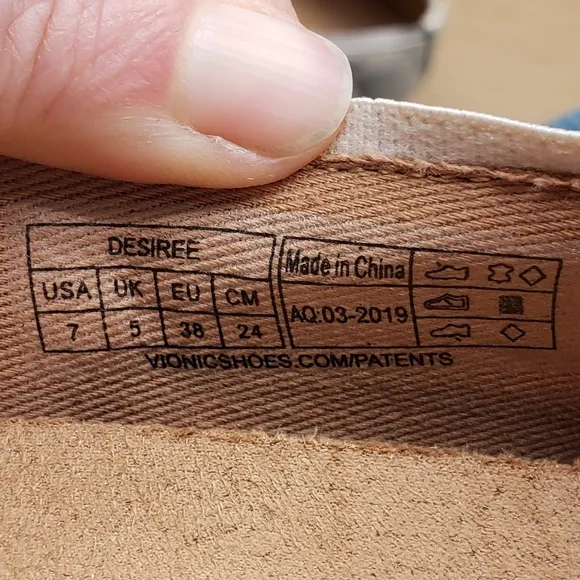 DESIREE
USA UK EU CM
7 5 38 24
Made in China
AQ:03-2019
VIONICSHOES.COM/PATENTS